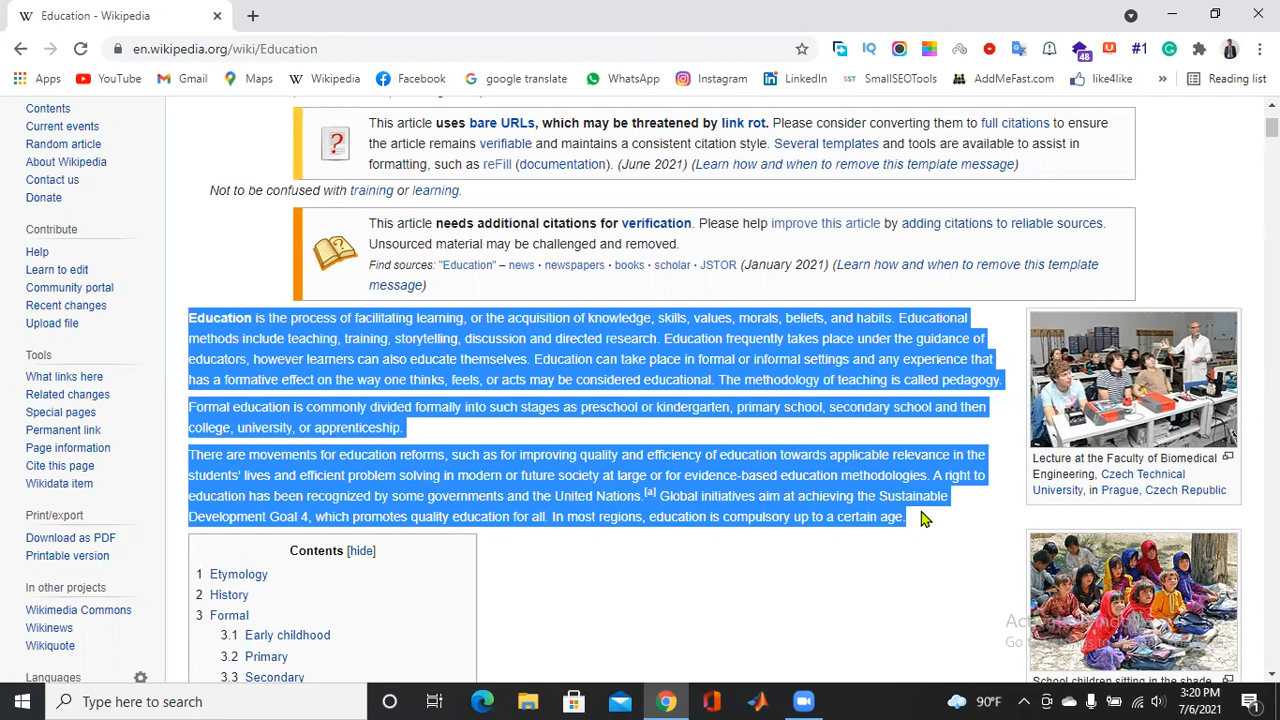 Education - Wikipedia
en.wikipedia.org/wiki/Education
48
#1
Apps
YouTube
Gmail
Maps
Wikipedia
Facebook
google translate
WhatsApp
Instagram
LinkedIn
SST SmallSEOTools
AddMeFast.com
like4like
»
Reading list
Contents
Current events
Random article
About Wikipedia
Contact us
Donate
Contribute
Help
Learn to edit
Community portal
Recent changes
Upload file
Tools
What links here
Related changes
Special pages
Permanent link
Page information
Cite this page
Wikidata item
Print/export
Download as PDF
Printable version
In other projects
Wikimedia Commons
Wikinews
Wikiquote
Languages
This article uses bare URLs, which may be threatened by link rot. Please consider converting them to full citations to ensure
the article remains verifiable and maintains a consistent citation style. Several templates and tools are available to assist in
formatting, such as reFill (documentation). (June 2021) (Learn how and when to remove this template message)
Not to be confused with training or learning.
This article needs additional citations for verification. Please help improve this article by adding citations to reliable sources.
Unsourced material may be challenged and removed.
Find sources: "Education" – news · newspapers · books · scholar · JSTOR (January 2021) (Learn how and when to remove this template
message)
Education is the process of facilitating learning, or the acquisition of knowledge, skills, values, morals, beliefs, and habits. Educational
methods include teaching, training, storytelling, discussion and directed research. Education frequently takes place under the guidance of
educators, however learners can also educate themselves. Education can take place in formal or informal settings and any experience that
has a formative effect on the way one thinks, feels, or acts may be considered educational. The methodology of teaching is called pedagogy.
Formal education is commonly divided formally into such stages as preschool or kindergarten, primary school, secondary school and then
college, university, or apprenticeship.
There are movements for education reforms, such as for improving quality and efficiency of education towards applicable relevance in the
students' lives and efficient problem solving in modern or future society at large or for evidence-based education methodologies. A right to
education has been recognized by some governments and the United Nations.[a] Global initiatives aim at achieving the Sustainable
Development Goal 4, which promotes quality education for all. In most regions, education is compulsory up to a certain age.
Lecture at the Faculty of Biomedical
Engineering, Czech Technical
University, in Prague, Czech Republic
Contents [hide]
1 Etymology
2 History
3 Formal
3.1 Early childhood
3.2 Primary
3.3 Secondary
School children sitting in the shade
Type here to search
90°F
3:20 PM
7/6/2021
1